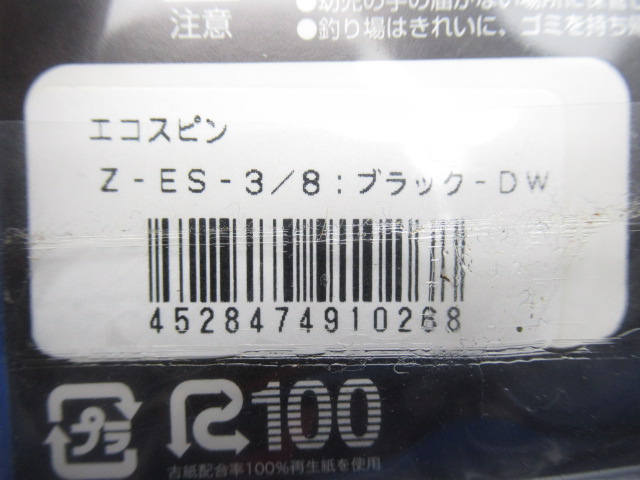 ●幼児の手の届かない場所に保管
注意
●釣り場はきれいに。ゴミを持ち
エコスピン
Z-ES-3/8:ブラック-DW
4528474910268
プラ
R100
古紙配合率100%再生紙を使用